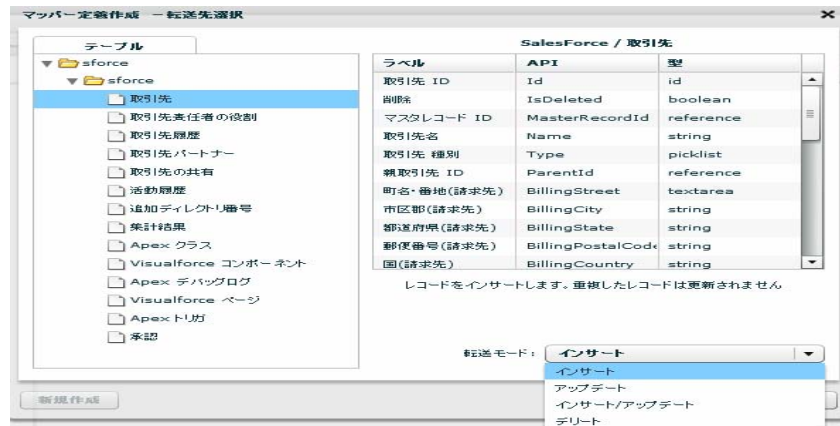 マッパー定義作成 －転送先選択
テーブル
sforce
sforce
取引先
取引先責任者の役割
取引先履歴
取引先パートナー
取引先の共有
活動履歴
追加ディレクトリ番号
集計結果
Apex クラス
Visualforce コンポーネント
Apex デバッグログ
Visualforce ページ
Apex トリガ
承認
SalesForce / 取引先
ラベル API 型
取引先 ID Id id
削除 IsDeleted boolean
マスタレコード ID MasterRecordId reference
取引先名 Name string
取引先 種別 Type picklist
親取引先 ID ParentId reference
町名・番地(請求先) BillingStreet textarea
市区郡(請求先) BillingCity string
都道府県(請求先) BillingState string
郵便番号(請求先) BillingPostalCode string
国(請求先) BillingCountry string
レコードをインサートします。重複したレコードは更新されません
転送モード： インサート
インサート
アップデート
インサート/アップデート
デリート
新規作成